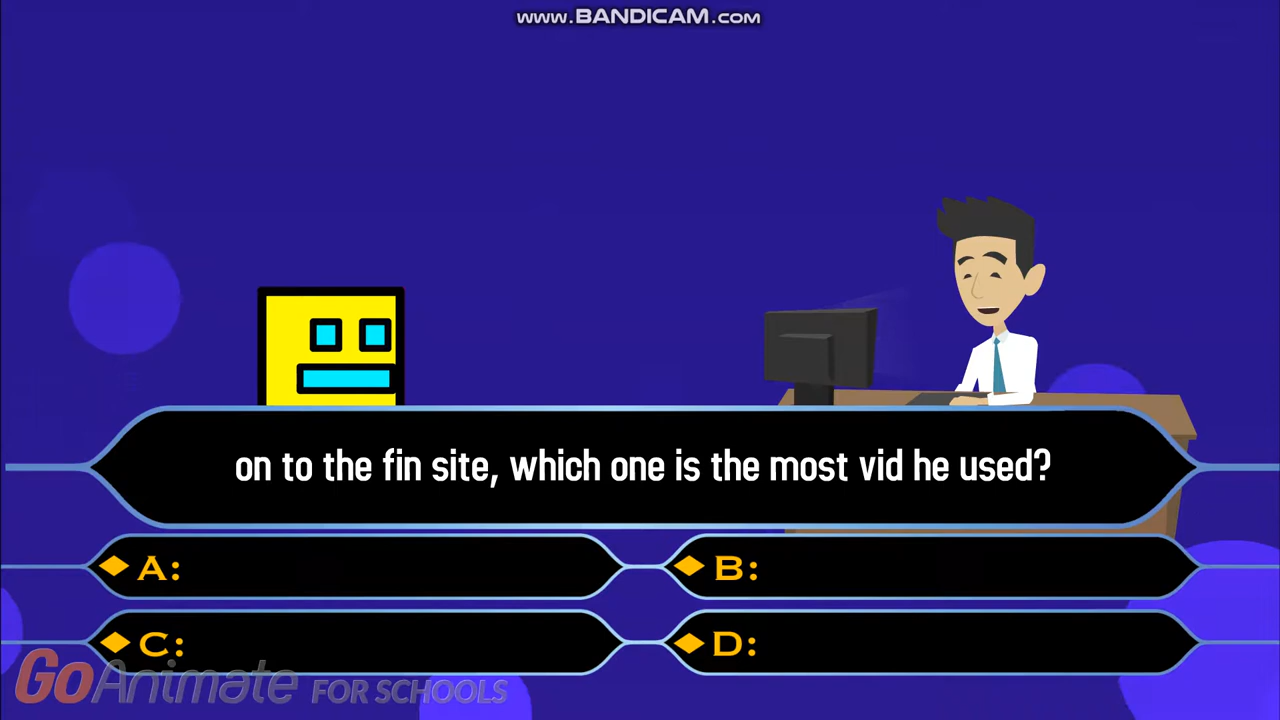 www.BANDICAM.com
on to the fin site, which one is the most vid he used?
A:
B:
C:
D:
GoAnimate FOR SCHOOLS